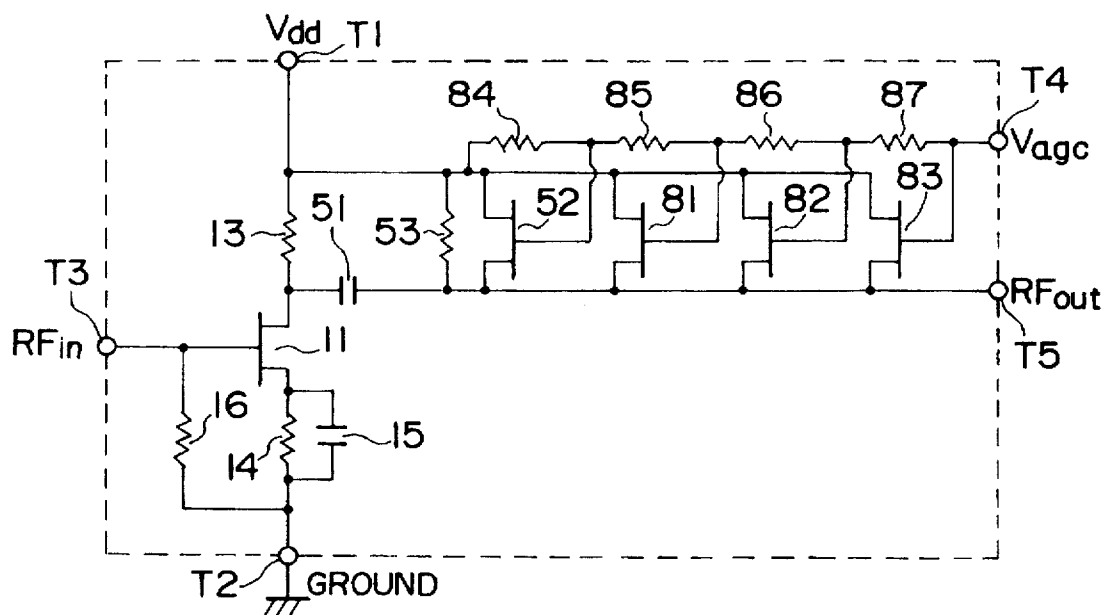 Vdd T1
84 85 86 87 T4
Vagc
51 83
13 53 52 81 82
T3
RFin 11 RFout
T5
16
14 15
T2 GROUND